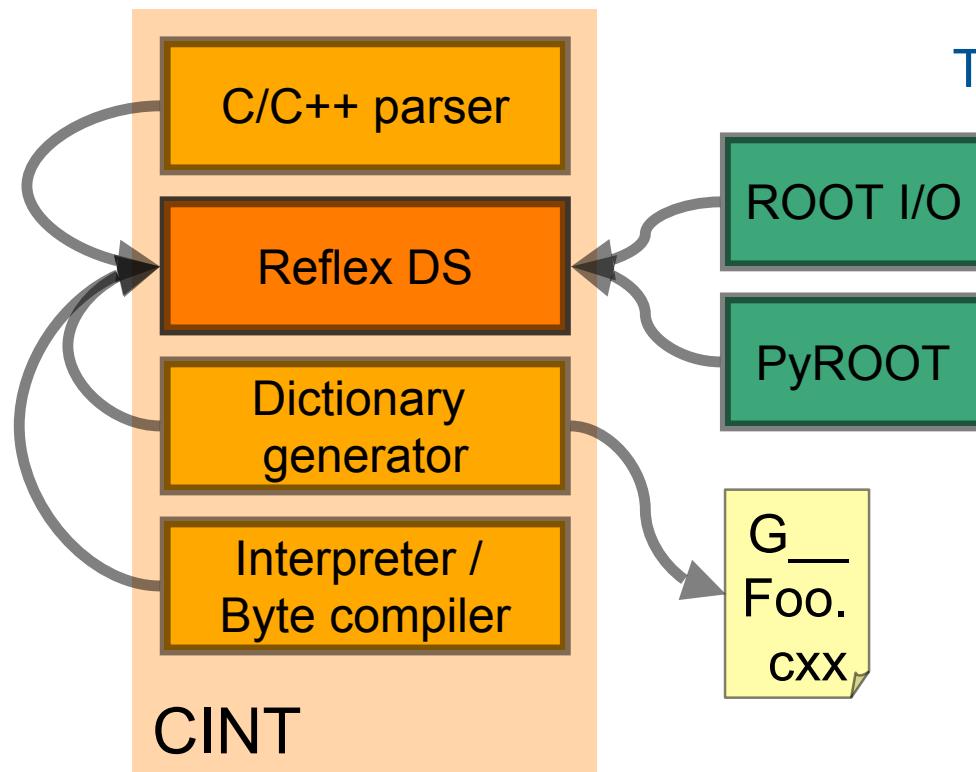 C/C++ parser
Reflex DS
Dictionary
generator
Interpreter /
Byte compiler
CINT
T
ROOT I/O
PyROOT
G__
Foo.
cxx